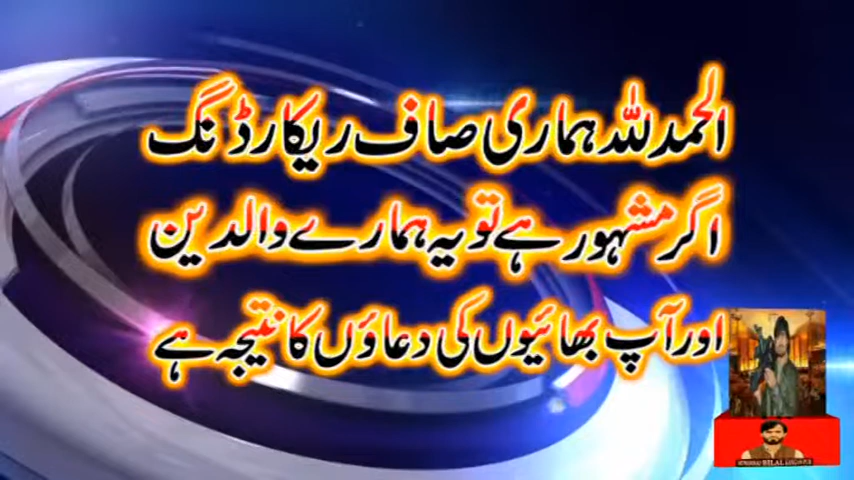 الحمدللہ ہماری صاف ریکارڈنگ
اگر مشہور ہے تو یہ ہمارے والدین
اور آپ بھائیوں کی دعاؤں کا نتیجہ ہے
BILAL